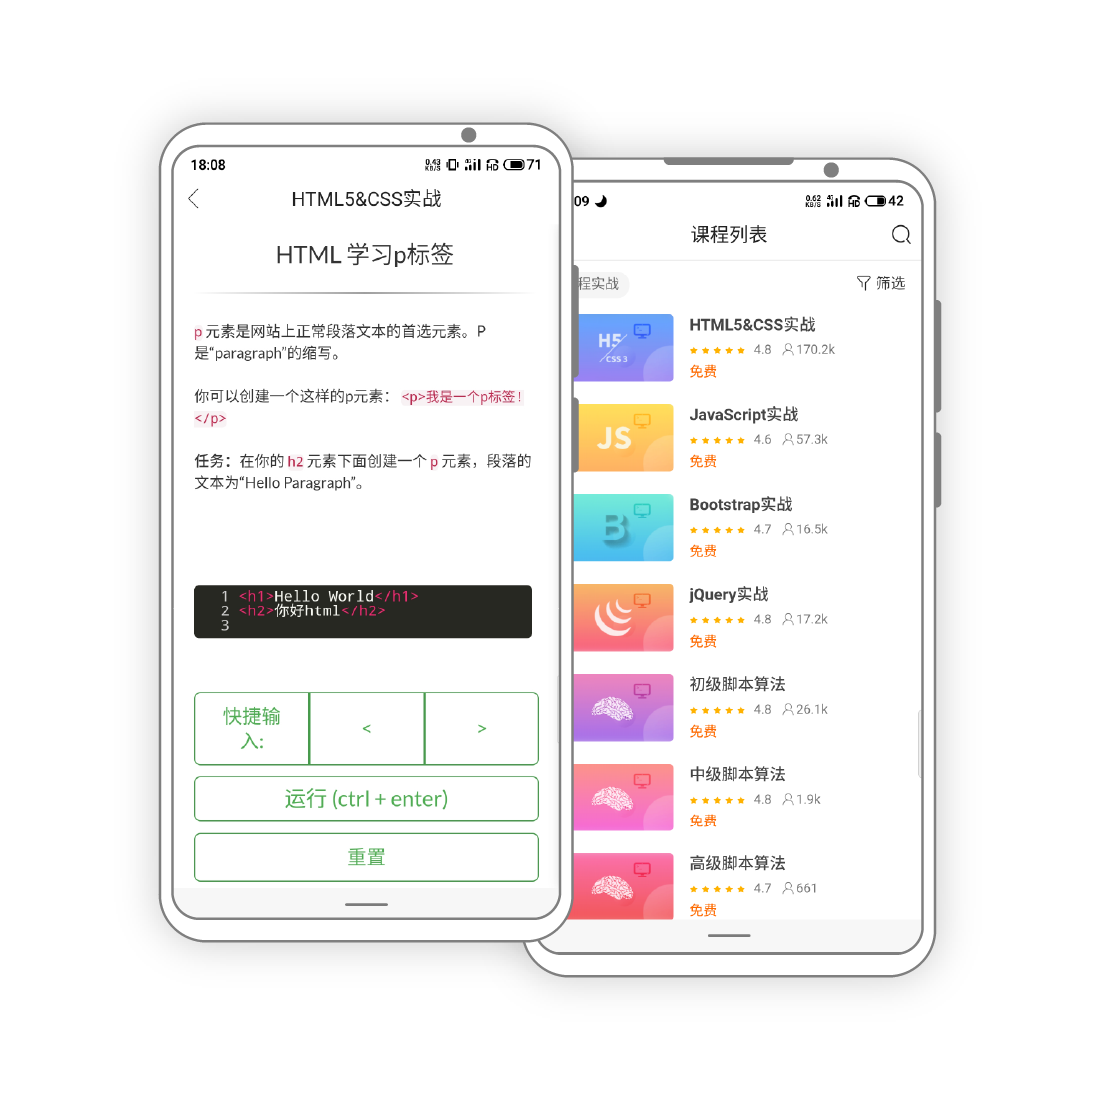 18:08
0.43 KB/S 4G HD 71
HTML5&CSS实战
HTML 学习p标签
p 元素是网站上正常段落文本的首选元素。P
是“paragraph”的缩写。
你可以创建一个这样的p元素： <p>我是一个p标签！
</p>
任务：在你的 h2 元素下面创建一个 p 元素，段落的
文本为“Hello Paragraph”。
1 <h1>Hello World</h1>
2 <h2>你好html</h2>
3
快捷输
入:
<
>
运行 (ctrl + enter)
重置
09
0.62 KB/S 4G HD 42
课程列表
程实战
筛选
H5
CSS 3
HTML5&CSS实战
4.8 170.2k
免费
JS
JavaScript实战
4.6 57.3k
免费
B
Bootstrap实战
4.7 16.5k
免费
jQuery实战
4.8 17.2k
免费
初级脚本算法
4.8 26.1k
免费
中级脚本算法
4.8 1.9k
免费
高级脚本算法
4.7 661
免费